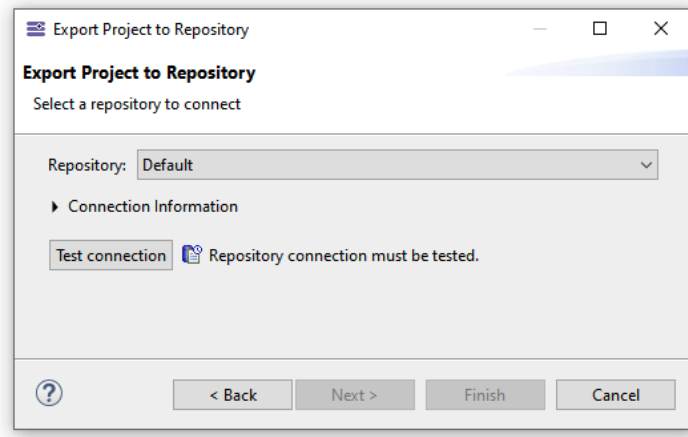 Export Project to Repository
Export Project to Repository
Select a repository to connect
Repository: Default
Connection Information
Test connection Repository connection must be tested.
? < Back Next > Finish Cancel